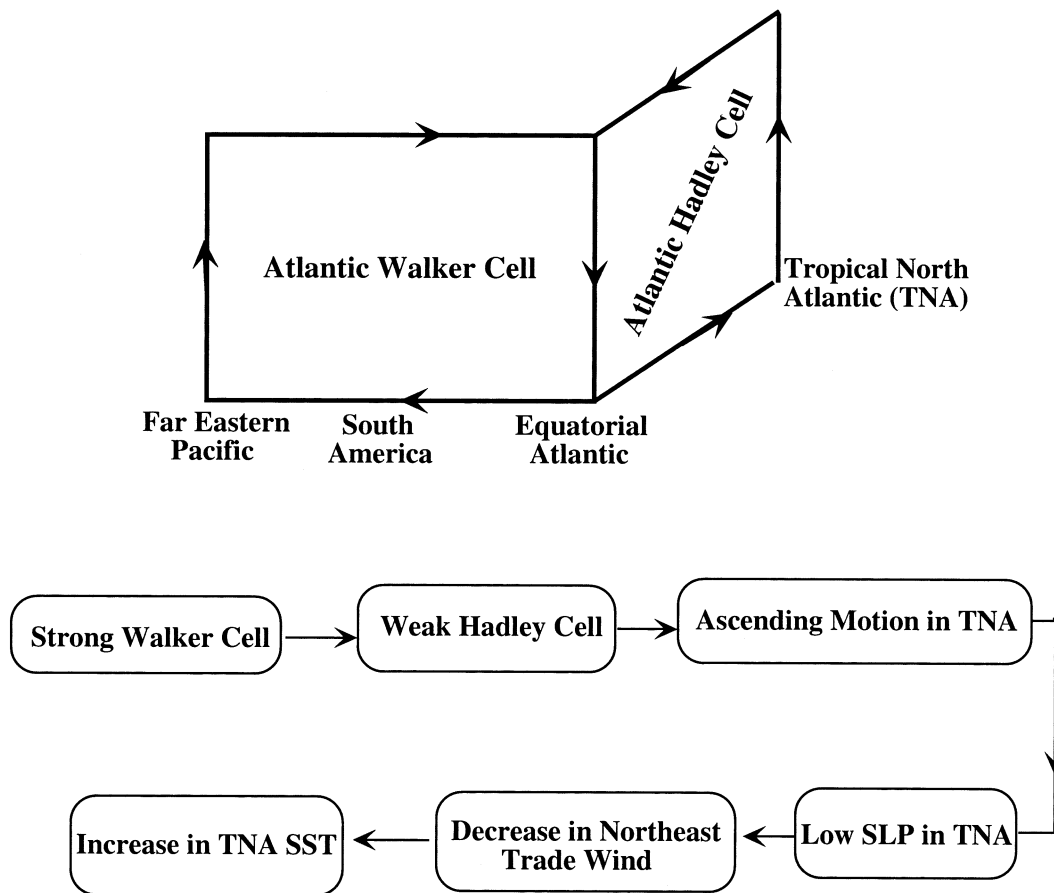 Atlantic Walker Cell
Atlantic Hadley Cell
Tropical North
Atlantic (TNA)
Far Eastern
Pacific
South
America
Equatorial
Atlantic
Strong Walker Cell
Weak Hadley Cell
Ascending Motion in TNA
Low SLP in TNA
Decrease in Northeast
Trade Wind
Increase in TNA SST